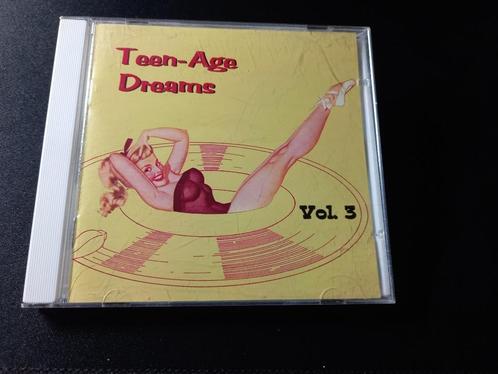 Teen-Age
Dreams
Vol. 3